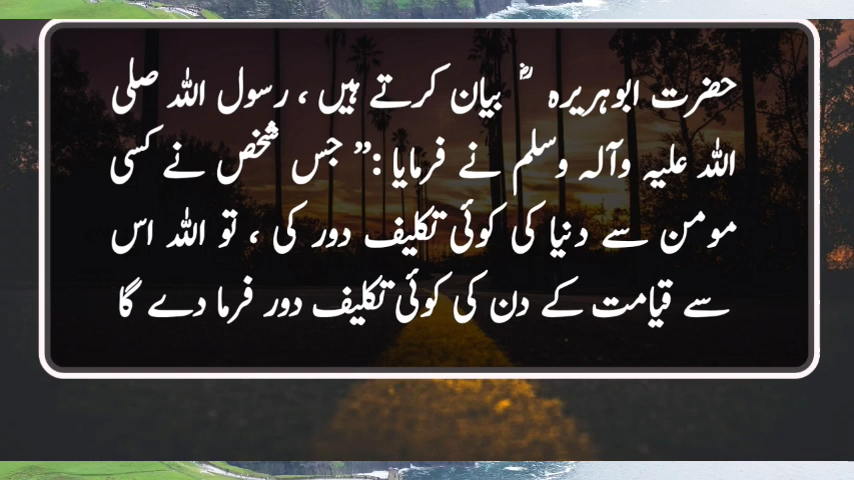 حضرت ابوہریرہ ؓ بیان کرتے ہیں ، رسول اللہ صلی
اللہ علیہ وآلہ وسلم نے فرمایا :” جس شخص نے کسی
مومن سے دنیا کی کوئی تکلیف دور کی ، تو اللہ اس
سے قیامت کے دن کی کوئی تکلیف دور فرما دے گا